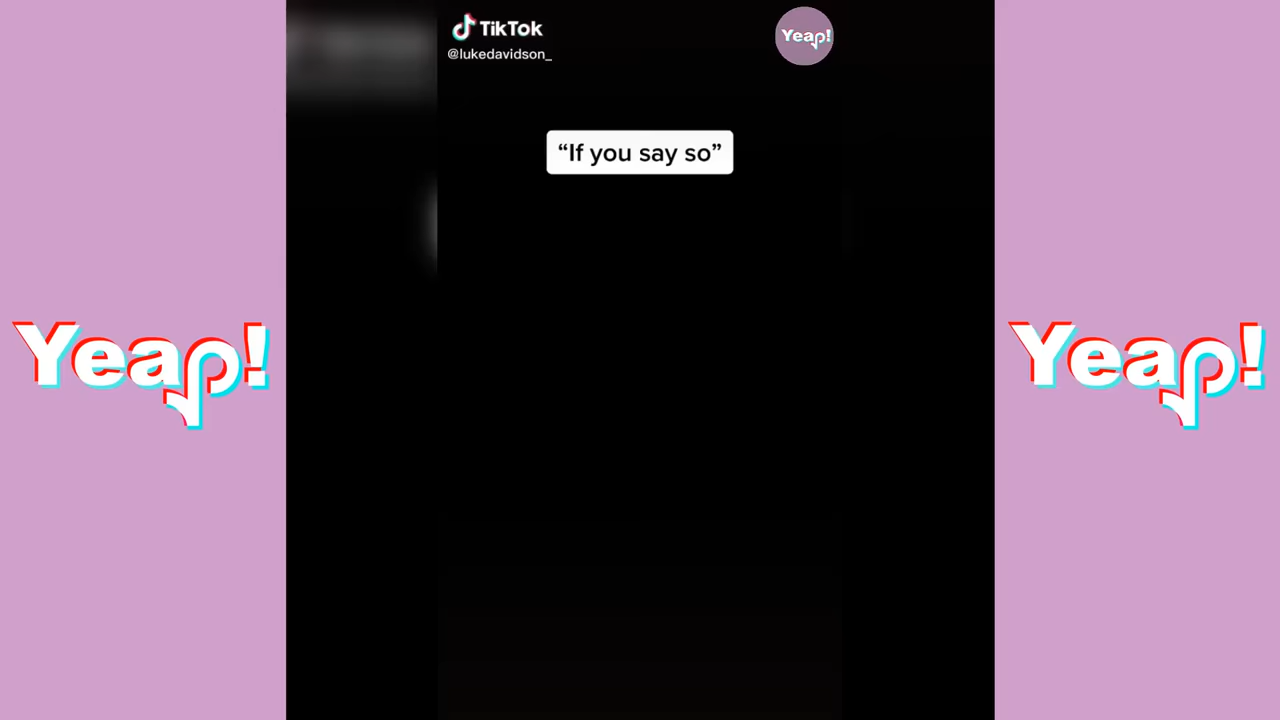 TikTok
@lukedavidson_
Yeap!
“If you say so”
Yeap!
Yeap!